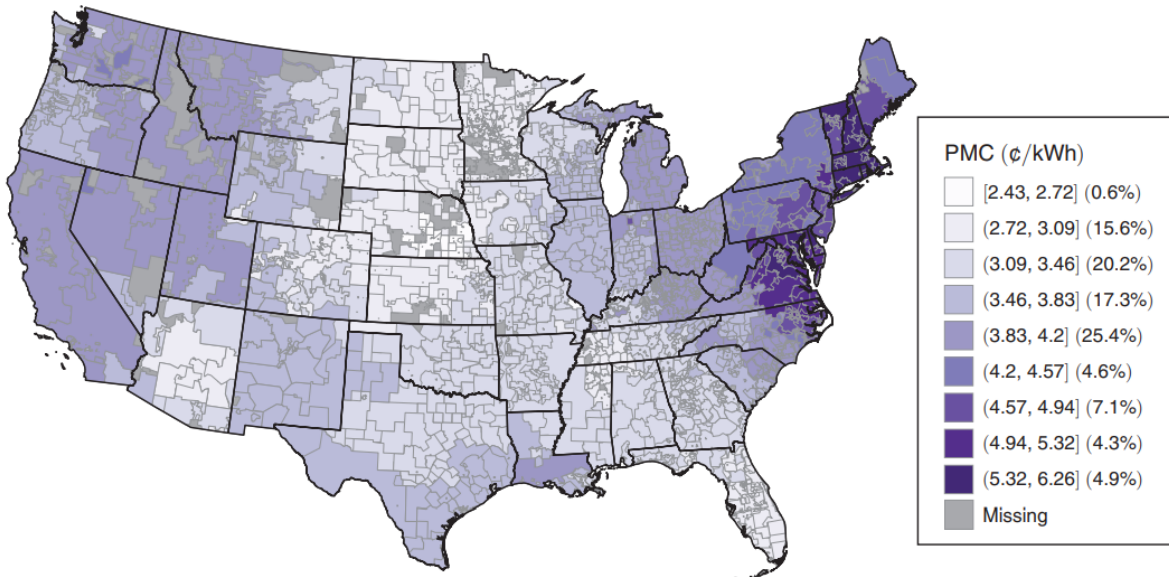 PMC (¢/kWh)
[2.43, 2.72] (0.6%)
(2.72, 3.09] (15.6%)
(3.09, 3.46] (20.2%)
(3.46, 3.83] (17.3%)
(3.83, 4.2] (25.4%)
(4.2, 4.57] (4.6%)
(4.57, 4.94] (7.1%)
(4.94, 5.32] (4.3%)
(5.32, 6.26] (4.9%)
Missing